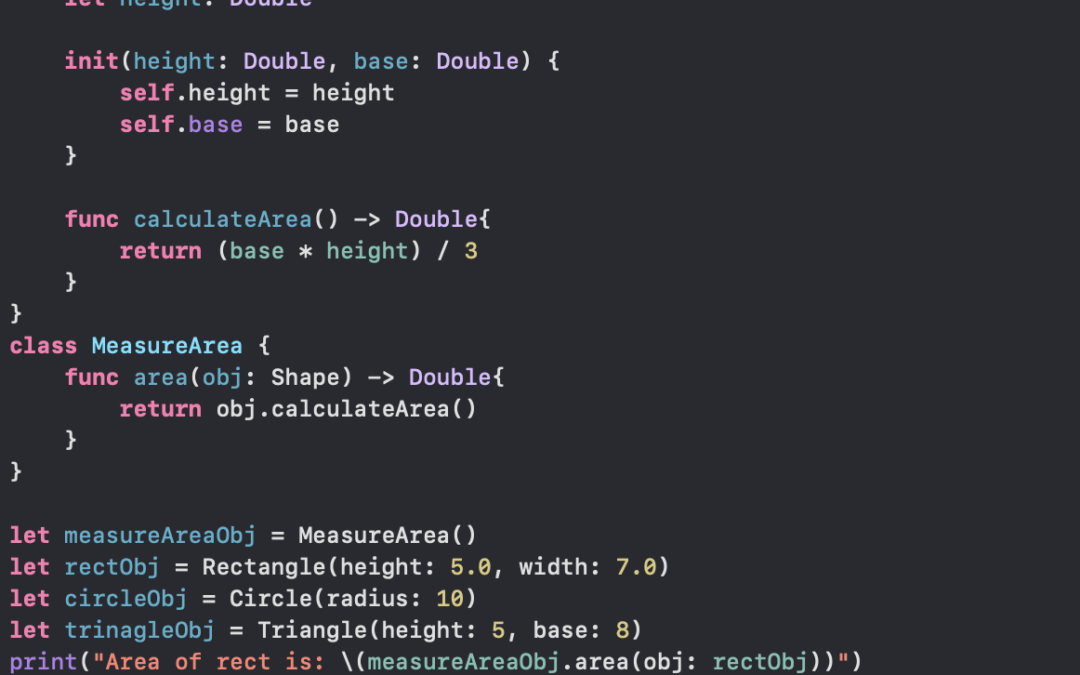 let height: Double
init(height: Double, base: Double) {
self.height = height
self.base = base
}
func calculateArea() -> Double{
return (base * height) / 3
}
}
class MeasureArea {
func area(obj: Shape) -> Double{
return obj.calculateArea()
}
}
let measureAreaObj = MeasureArea()
let rectObj = Rectangle(height: 5.0, width: 7.0)
let circleObj = Circle(radius: 10)
let trinagleObj = Triangle(height: 5, base: 8)
print("Area of rect is: \(measureAreaObj.area(obj: rectObj))")